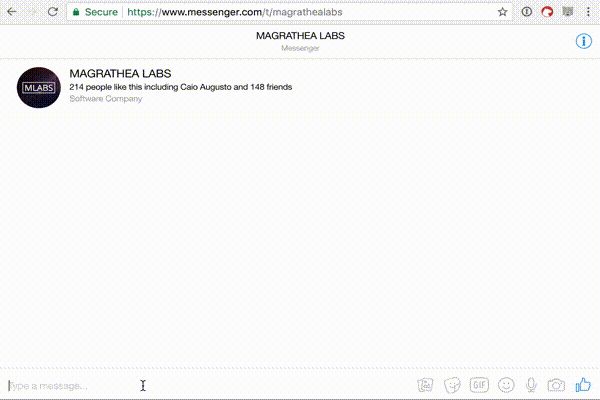 Secure https://www.messenger.com/t/magrathealabs
MAGRATHEA LABS
Messenger
MLABS
MAGRATHEA LABS
214 people like this including Caio Augusto and 148 friends
Software Company
Type a message...
GIF